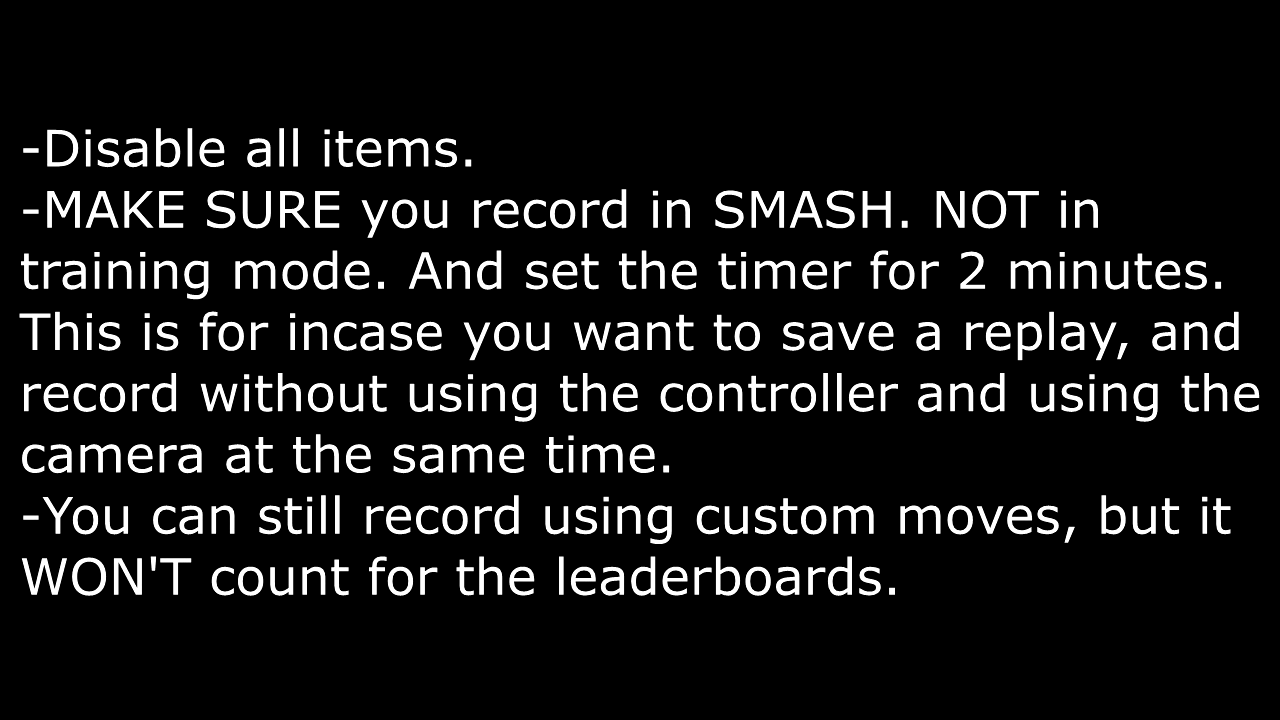 -Disable all items.
-MAKE SURE you record in SMASH. NOT in
training mode. And set the timer for 2 minutes.
This is for incase you want to save a replay, and
record without using the controller and using the
camera at the same time.
-You can still record using custom moves, but it
WON'T count for the leaderboards.